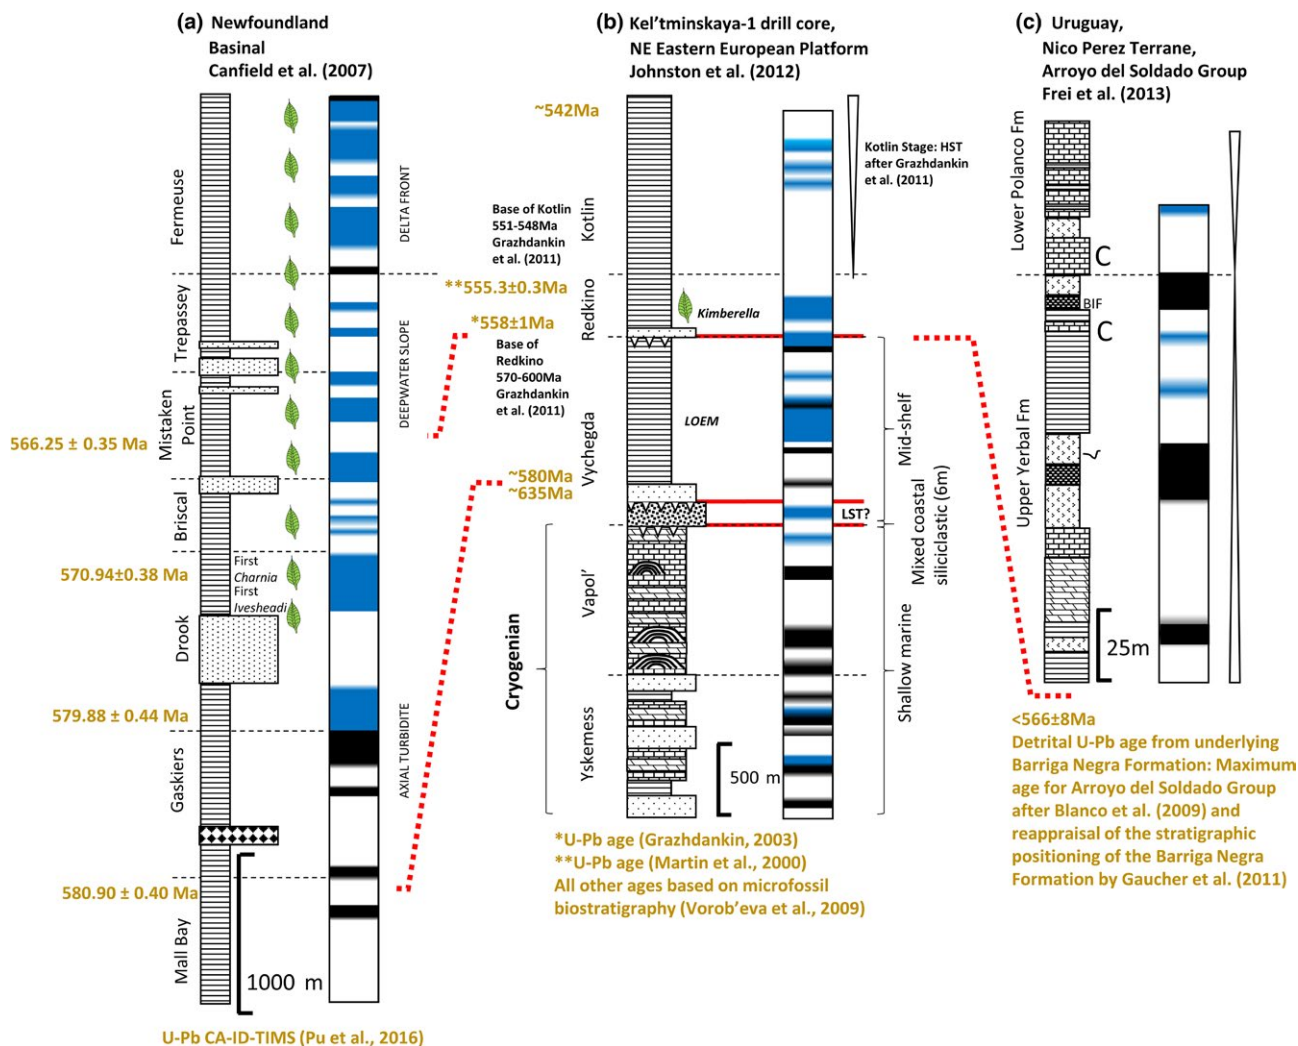 (a) Newfoundland
Basinal
Canfield et al. (2007)
Fermeuse
Trepassey
Mistaken
Point
Briscal
Drook
Gaskiers
Mall Bay
566.25 ± 0.35 Ma
570.94±0.38 Ma
579.88 ± 0.44 Ma
580.90 ± 0.40 Ma
First
Charnia
First
Ivesheadi
DELTA FRONT
DEEPWATER SLOPE
AXIAL TURBIDITE
1000 m
U-Pb CA-ID-TIMS (Pu et al., 2016)
(b) Kel'tminskaya-1 drill core,
NE Eastern European Platform
Johnston et al. (2012)
~542Ma
Base of Kotlin
551-548Ma
Grazhdankin
et al. (2011)
**555.3±0.3Ma
*558±1Ma
Base of
Redkino
570-600Ma
Grazhdankin
et al. (2011)
~580Ma
~635Ma
Cryogenian
Kotlin
Redkino
Vychegda
Vapol'
Yskemess
Kimberella
LOEM
Kotlin Stage: HST
after Grazhdankin
et al. (2011)
LST?
Mid-shelf
Mixed coastal
siliciclastic (6m)
Shallow marine
500 m
*U-Pb age (Grazhdankin, 2003)
**U-Pb age (Martin et al., 2000)
All other ages based on microfossil
biostratigraphy (Vorob'eva et al., 2009)
(c) Uruguay,
Nico Perez Terrane,
Arroyo del Soldado Group
Frei et al. (2013)
Lower Polanco Fm
Upper Yerbal Fm
C
BIF
C
25m
<566±8Ma
Detrital U-Pb age from underlying
Barriga Negra Formation: Maximum
age for Arroyo del Soldado Group
after Blanco et al. (2009) and
reappraisal of the stratigraphic
positioning of the Barriga Negra
Formation by Gaucher et al. (2011)